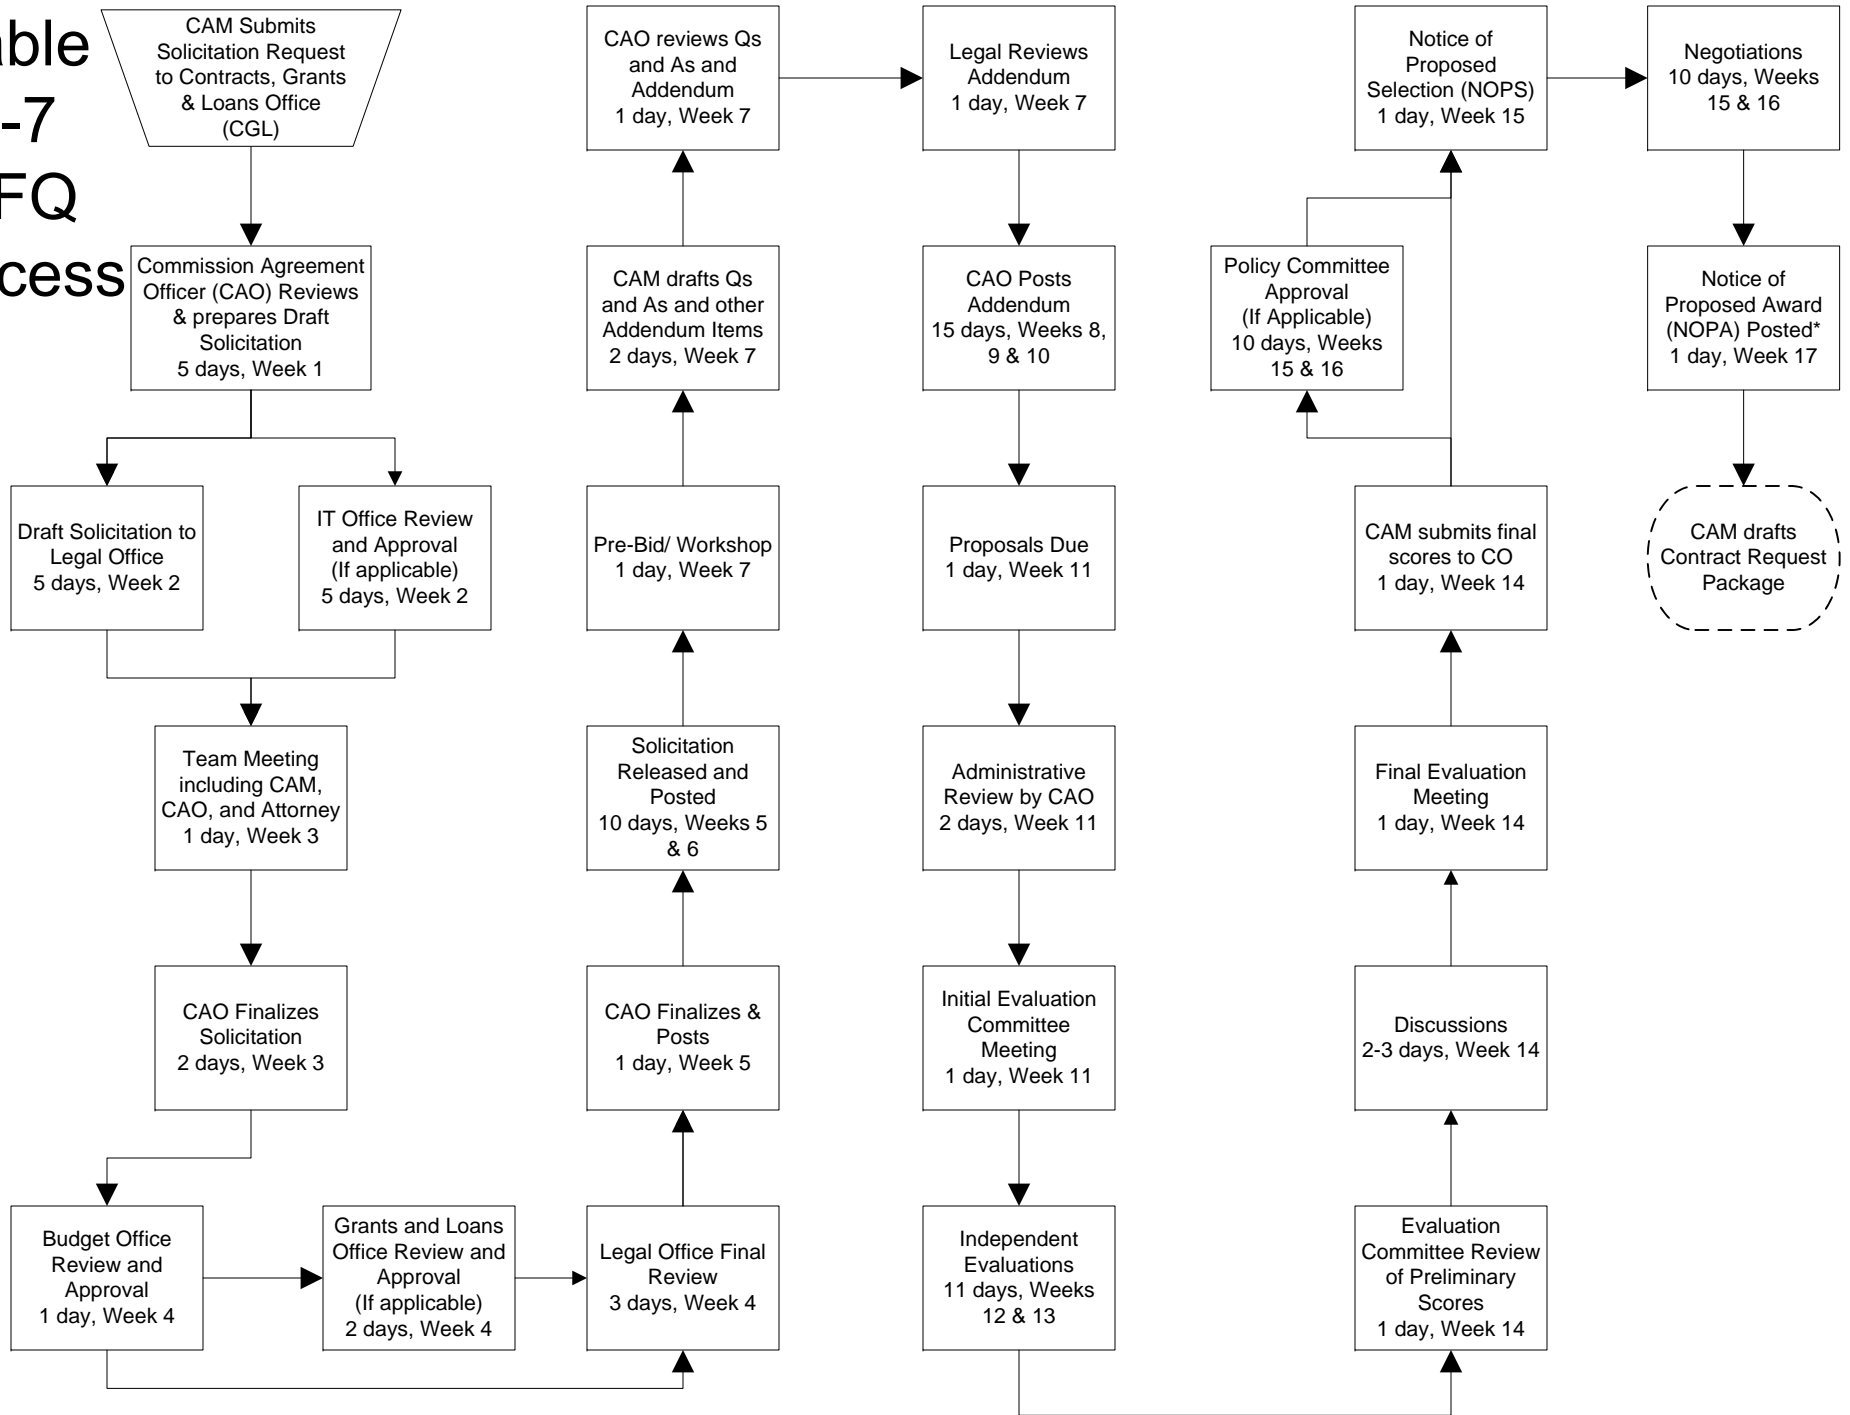 able
-7
FQ
cess
CAM Submits
Solicitation Request
to Contracts, Grants
& Loans Office
(CGL)
Commission Agreement
Officer (CAO) Reviews
& prepares Draft
Solicitation
5 days, Week 1
Draft Solicitation to
Legal Office
5 days, Week 2
IT Office Review
and Approval
(If applicable)
5 days, Week 2
Team Meeting
including CAM,
CAO, and Attorney
1 day, Week 3
CAO Finalizes
Solicitation
2 days, Week 3
Budget Office
Review and
Approval
1 day, Week 4
Grants and Loans
Office Review and
Approval
(If applicable)
2 days, Week 4
Legal Office Final
Review
3 days, Week 4
CAO Finalizes &
Posts
1 day, Week 5
Solicitation
Released and
Posted
10 days, Weeks 5
& 6
Pre-Bid/ Workshop
1 day, Week 7
CAM drafts Qs
and As and other
Addendum Items
2 days, Week 7
CAO reviews Qs
and As and
Addendum
1 day, Week 7
Legal Reviews
Addendum
1 day, Week 7
CAO Posts
Addendum
15 days, Weeks 8,
9 & 10
Proposals Due
1 day, Week 11
Administrative
Review by CAO
2 days, Week 11
Initial Evaluation
Committee
Meeting
1 day, Week 11
Independent
Evaluations
11 days, Weeks
12 & 13
Evaluation
Committee Review
of Preliminary
Scores
1 day, Week 14
Discussions
2-3 days, Week 14
Final Evaluation
Meeting
1 day, Week 14
CAM submits final
scores to CO
1 day, Week 14
Policy Committee
Approval
(If Applicable)
10 days, Weeks
15 & 16
Notice of
Proposed
Selection (NOPS)
1 day, Week 15
Negotiations
10 days, Weeks
15 & 16
Notice of
Proposed Award
(NOPA) Posted*
1 day, Week 17
CAM drafts
Contract Request
Package